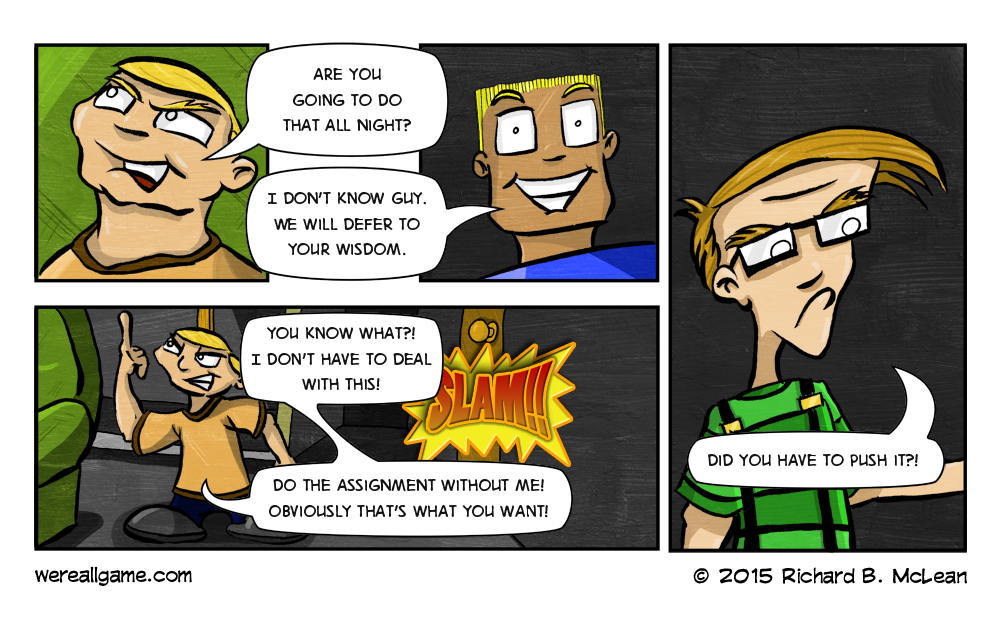 ARE YOU
GOING TO DO
THAT ALL NIGHT?
I DON'T KNOW GUY.
WE WILL DEFER TO
YOUR WISDOM.
YOU KNOW WHAT?!
I DON'T HAVE TO DEAL
WITH THIS!
SLAM!!
DO THE ASSIGNMENT WITHOUT ME!
OBVIOUSLY THAT'S WHAT YOU WANT!
DID YOU HAVE TO PUSH IT?!
wereallgame.com
© 2015 Richard B. McLean